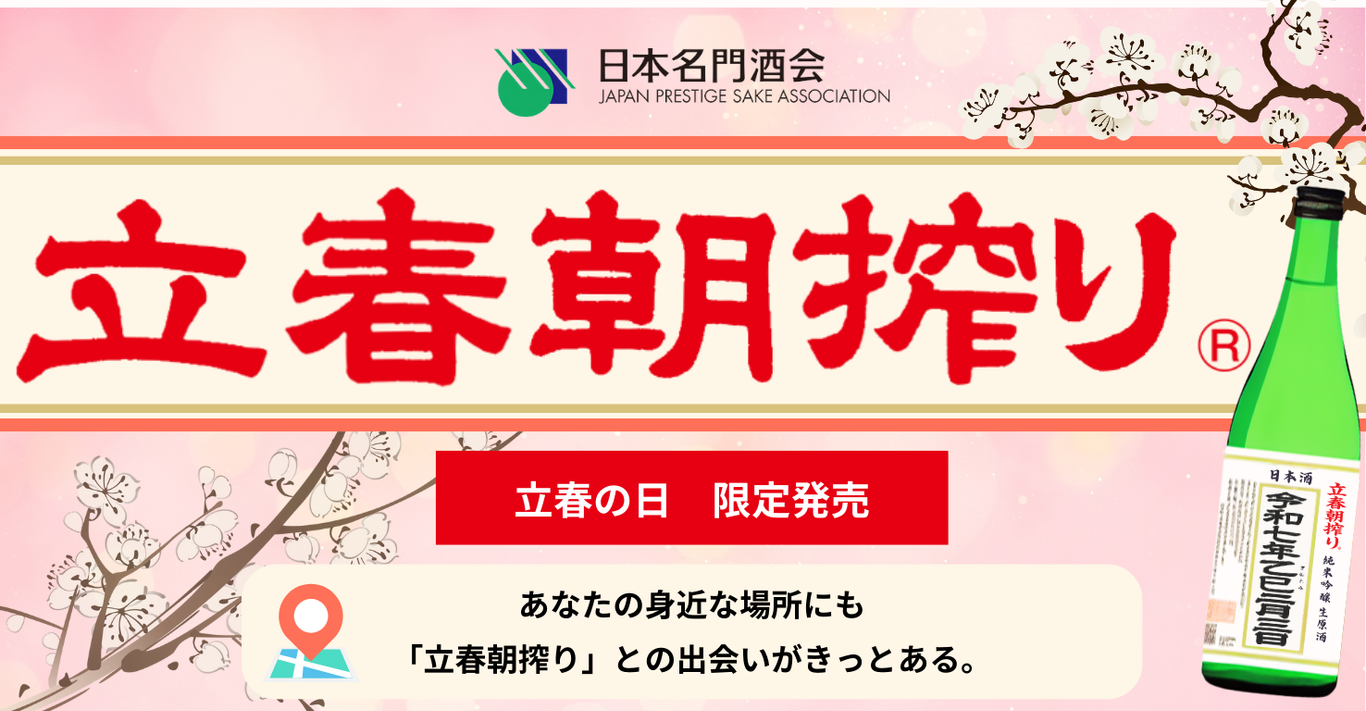 日本名門酒会
JAPAN PRESTIGE SAKE ASSOCIATION
立春朝搾り®
立春の日　限定発売
あなたの身近な場所にも
「立春朝搾り」との出会いがきっとある。
日本酒
立春朝搾り
純米吟醸 生原酒
令和七年乙巳二月三日